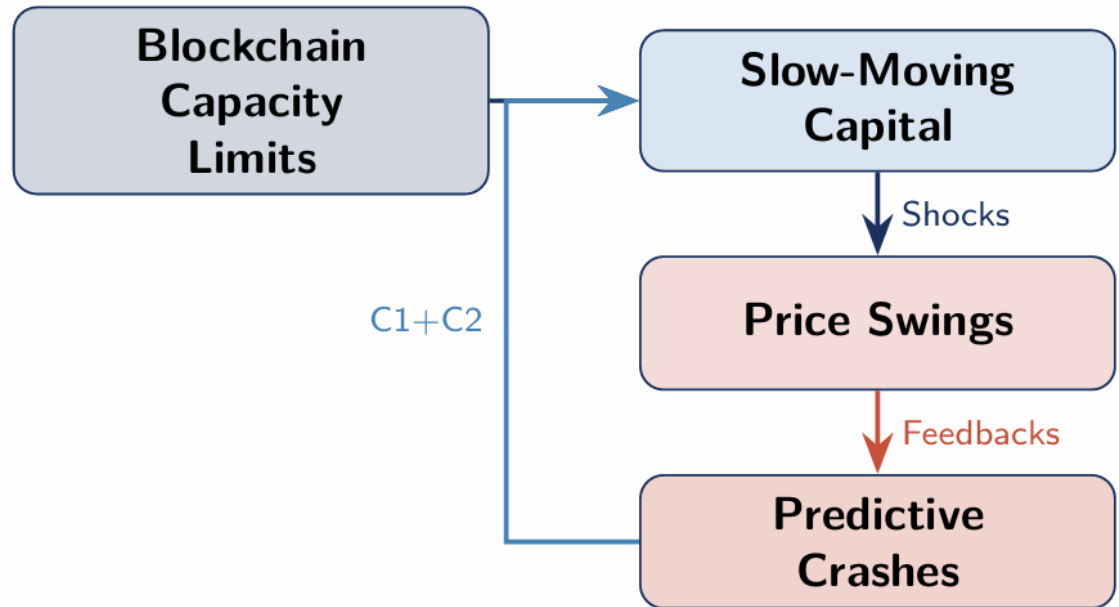 Blockchain
Capacity
Limits
Slow-Moving
Capital
Shocks
C1+C2
Price Swings
Feedbacks
Predictive
Crashes